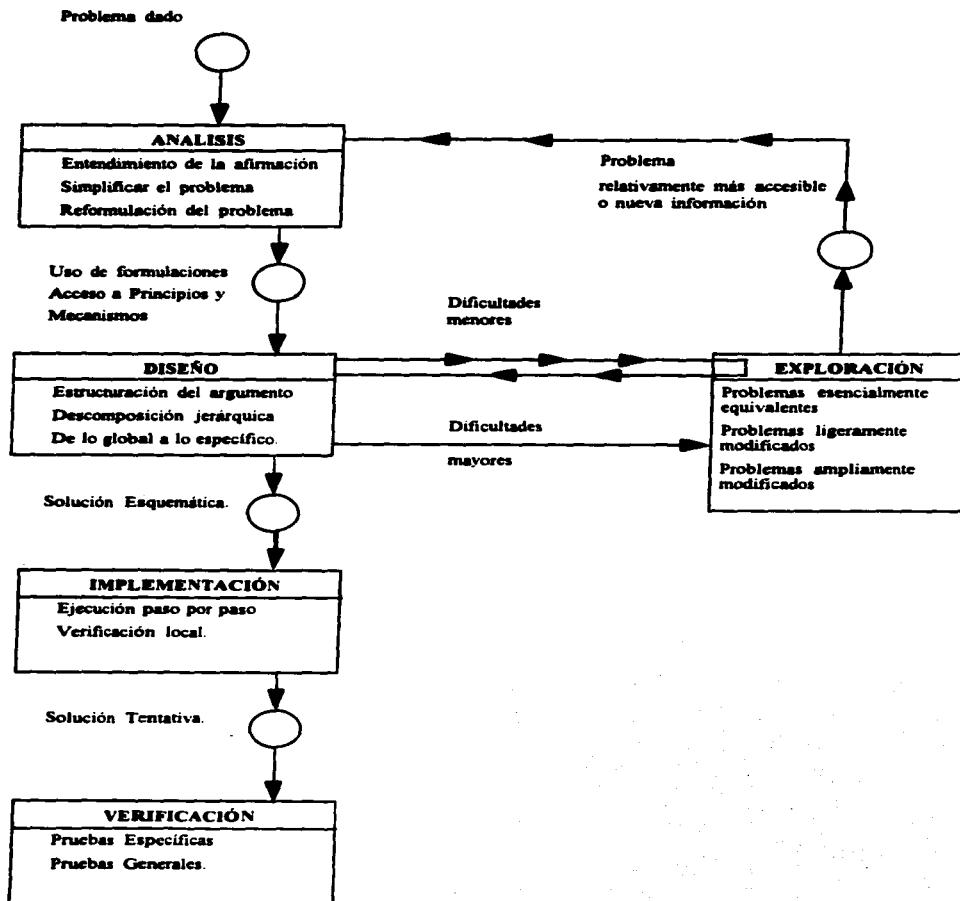 Problema dado
ANALISIS
Entendimiento de la afirmación
Simplificar el problema
Reformulación del problema
Problema
relativamente más accesible
o nueva información
Uso de formulaciones
Acceso a Principios y
Mecanismos
Dificultades
menores
DISEÑO
Estructuración del argumento
Descomposición jerárquica
De lo global a lo específico.
EXPLORACIÓN
Problemas esencialmente
equivalentes
Problemas ligeramente
modificados
Problemas ampliamente
modificados
Dificultades
mayores
Solución Esquemática.
IMPLEMENTACIÓN
Ejecución paso por paso
Verificación local.
Solución Tentativa.
VERIFICACIÓN
Pruebas Específicas
Pruebas Generales.